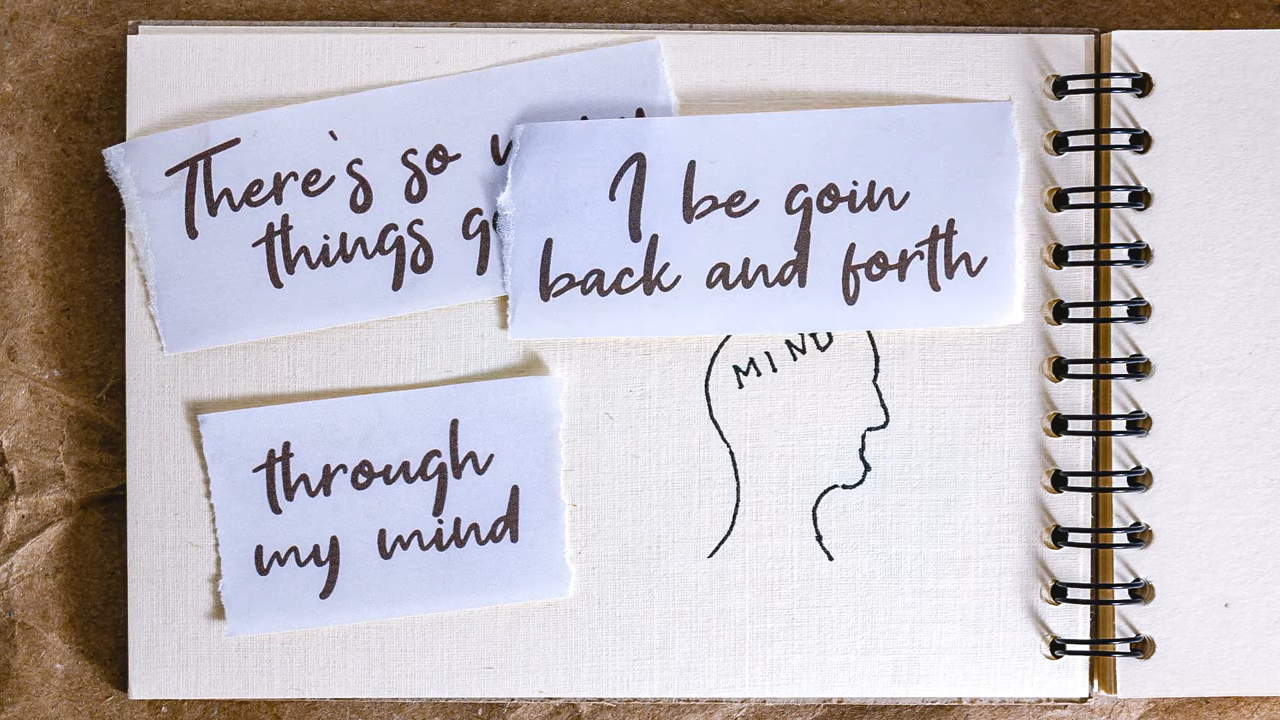 There's so
things
I be goin
back and forth
MIND
through
my mind